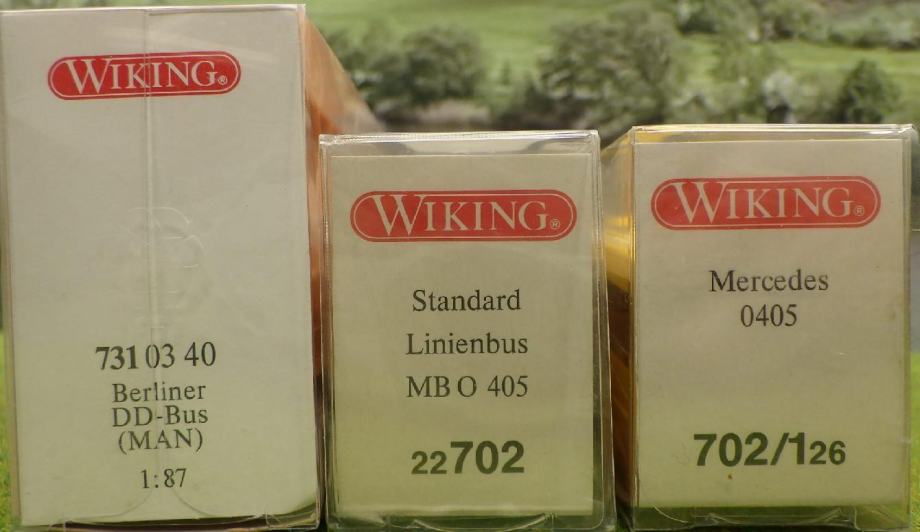 WIKING®
731 03 40
Berliner
DD-Bus
(MAN)
1:87
WIKING®
Standard
Linienbus
MB O 405
22702
WIKING®
Mercedes
0405
702/126